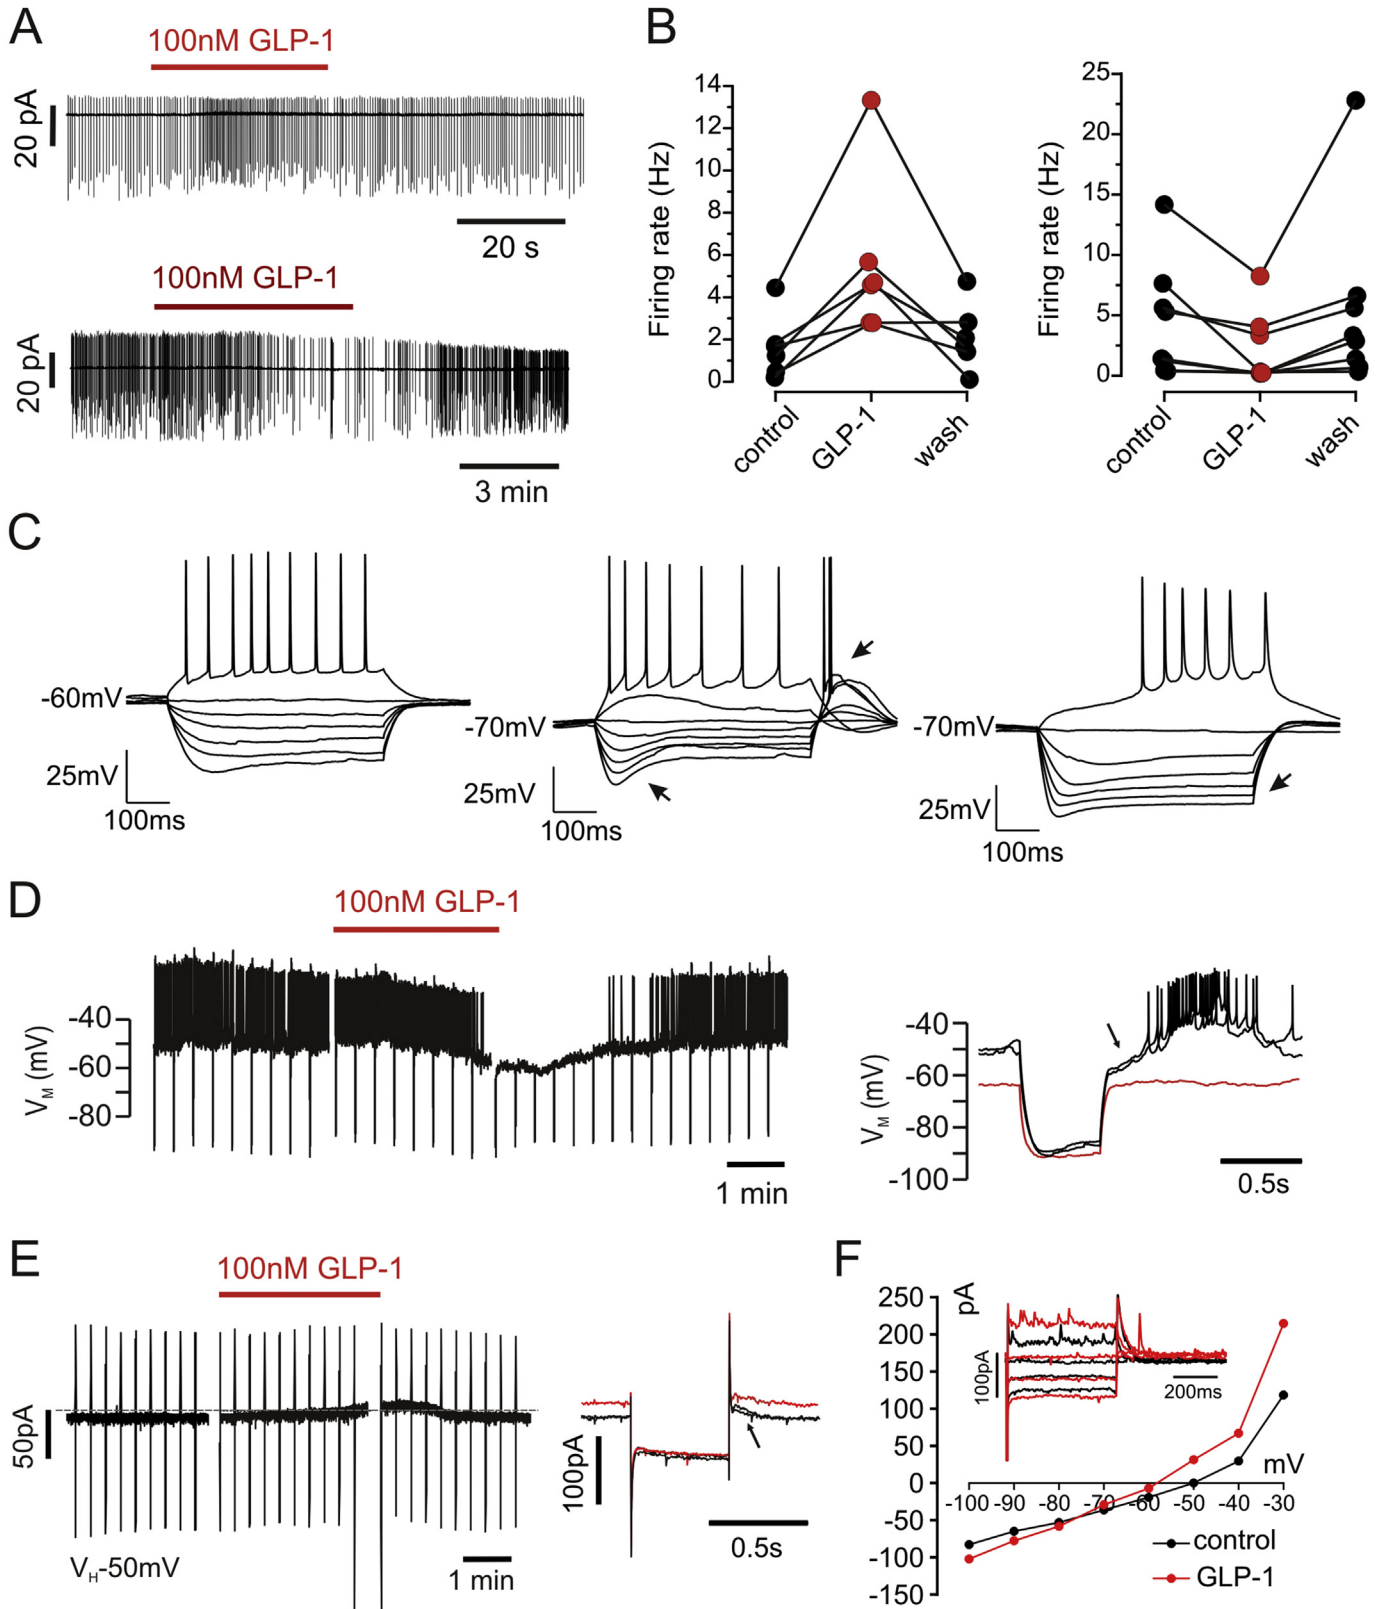 A
100nM GLP-1
20 pA
20 s
100nM GLP-1
20 pA
3 min
B
Firing rate (Hz)
14
12
10
8
6
4
2
0
control
GLP-1
wash
Firing rate (Hz)
25
20
15
10
5
0
control
GLP-1
wash
C
-60mV
25mV
100ms
-70mV
25mV
100ms
-70mV
25mV
100ms
D
100nM GLP-1
VM (mV)
-40
-60
-80
1 min
VM (mV)
-40
-60
-80
-100
0.5s
E
100nM GLP-1
50pA
VH-50mV
1 min
100pA
0.5s
F
pA
250
200
150
100
50
0
-50
-100
-150
100pA
200ms
mV
-100 -90 -80 -70 -60 -50 -40 -30
control
GLP-1